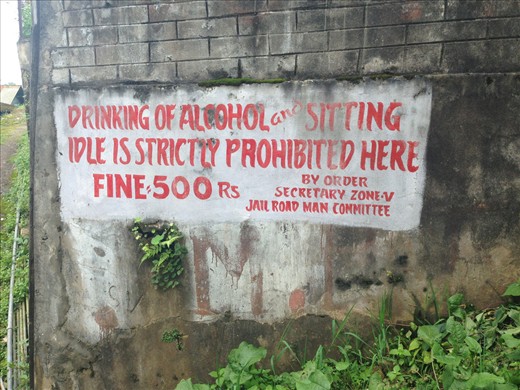 DRINKING OF ALCOHOL and SITTING
IDLE IS STRICTLY PROHIBITED HERE
FINE:500 Rs
BY ORDER
SECRETARY ZONE-V
JAIL ROAD MAN COMMITTEE